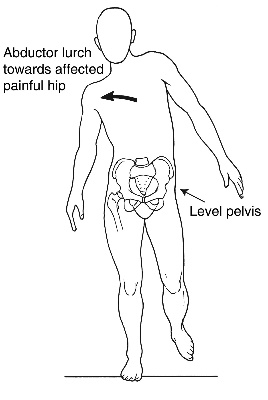 Abductor lurch
towards affected
painful hip
Level pelvis